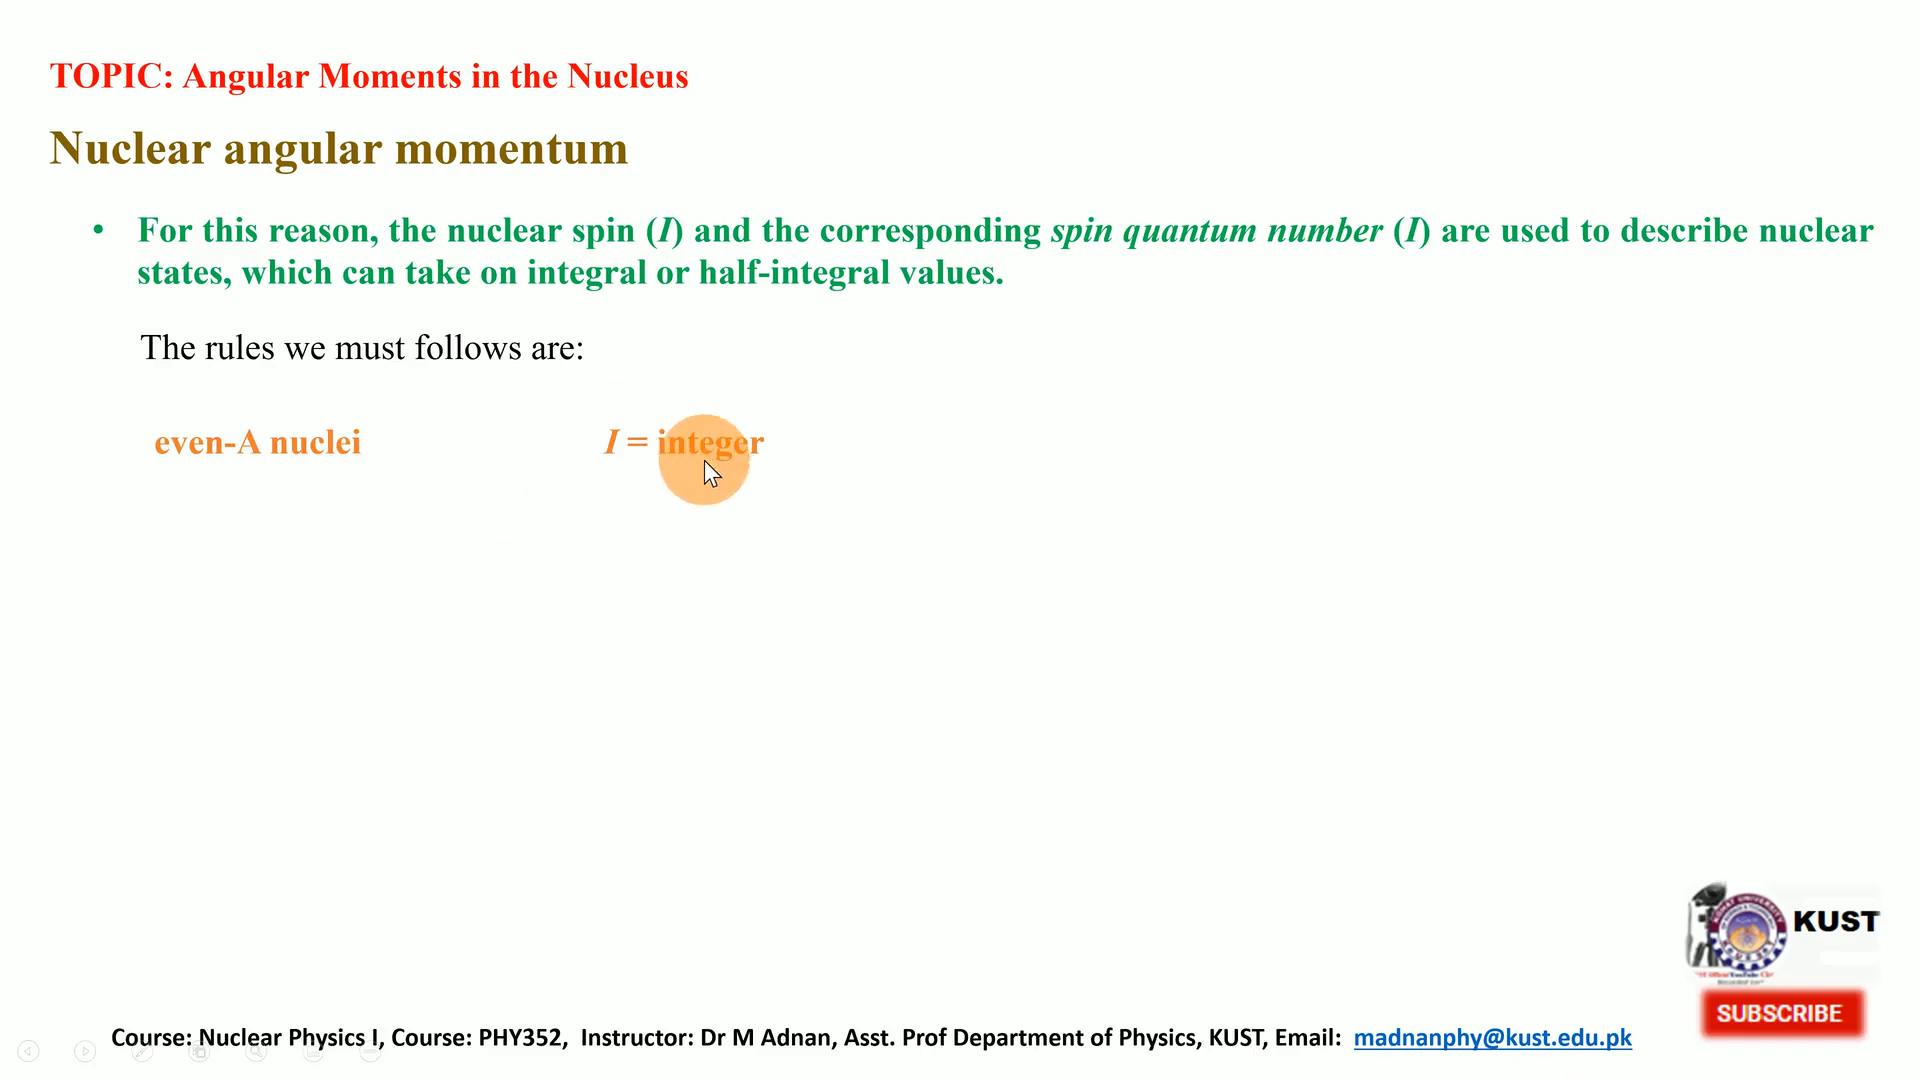 TOPIC: Angular Moments in the Nucleus
Nuclear angular momentum
• For this reason, the nuclear spin (I) and the corresponding spin quantum number (I) are used to describe nuclear
states, which can take on integral or half-integral values.
The rules we must follows are:
even-A nuclei I = integer
KUST
SUBSCRIBE
Course: Nuclear Physics I, Course: PHY352, Instructor: Dr M Adnan, Asst. Prof Department of Physics, KUST, Email: madnanphy@kust.edu.pk